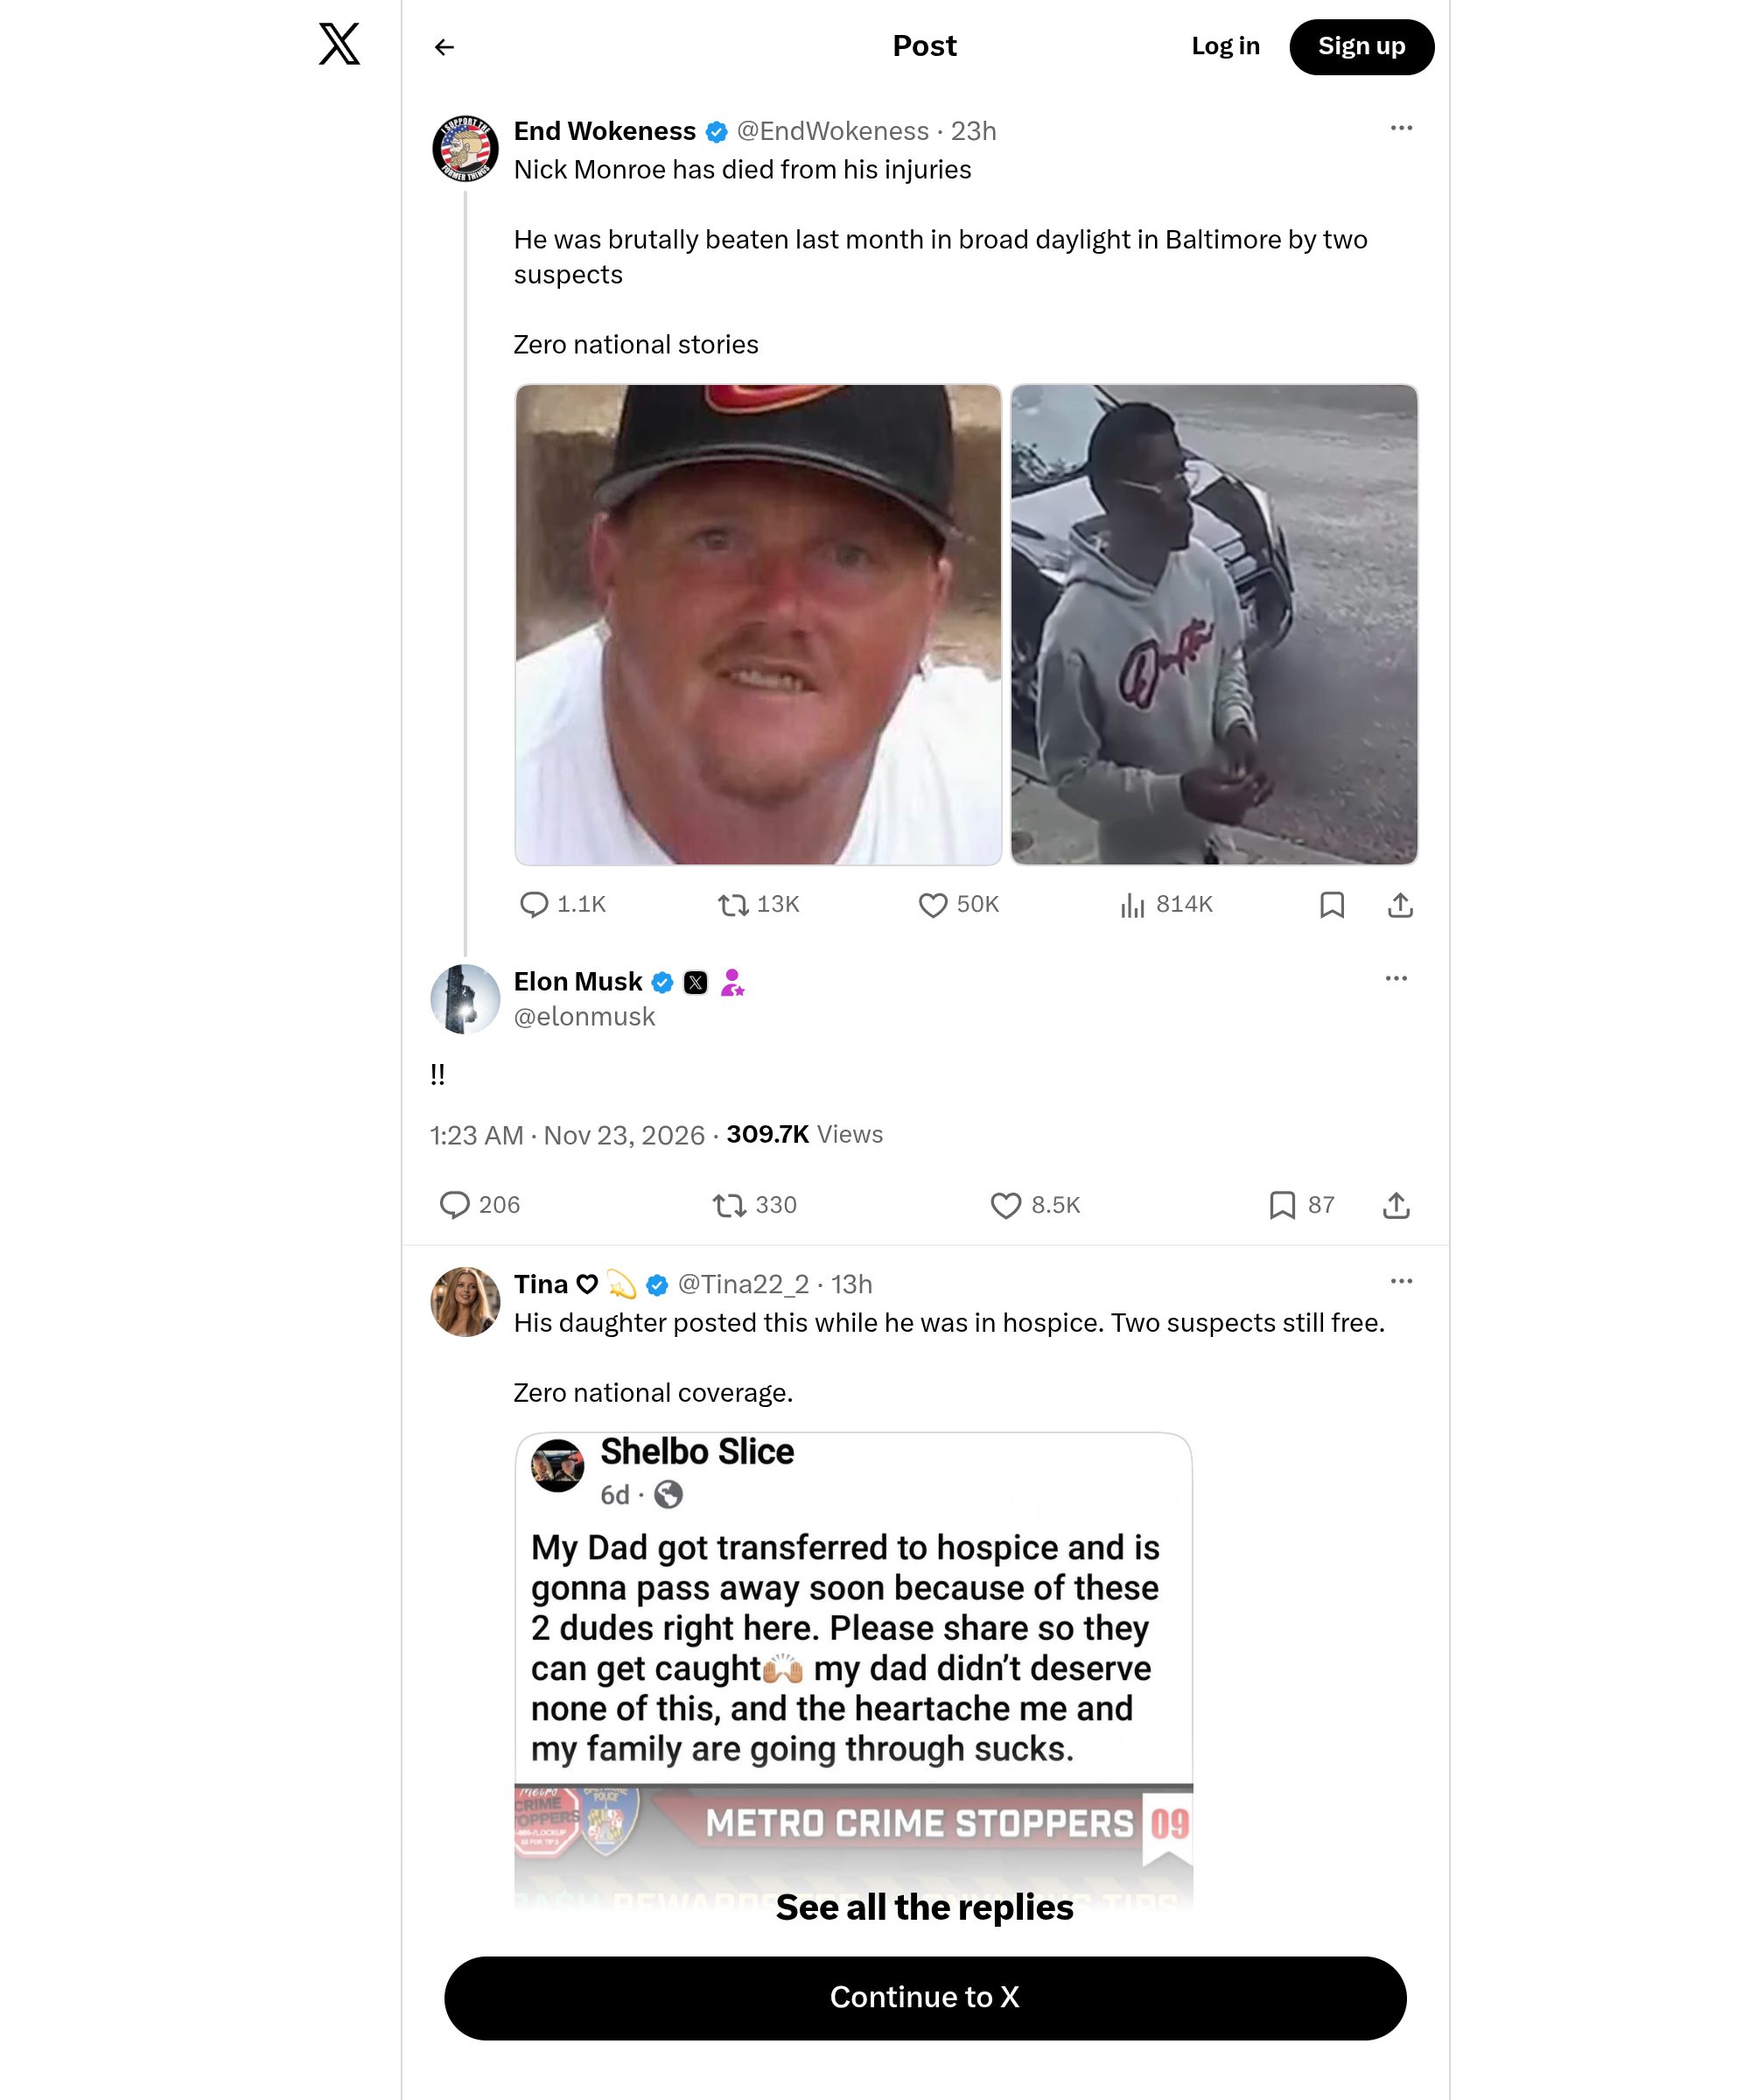 Post
Log in
Sign up
End Wokeness @EndWokeness · 23h
Nick Monroe has died from his injuries
He was brutally beaten last month in broad daylight in Baltimore by two
suspects
Zero national stories
1.1K
13K
50K
814K
Elon Musk
@elonmusk
!!
1:23 AM · Nov 23, 2026 · 309.7K Views
206
330
8.5K
87
Tina @Tina22_2 · 13h
His daughter posted this while he was in hospice. Two suspects still free.
Zero national coverage.
Shelbo Slice
6d ·
My Dad got transferred to hospice and is
gonna pass away soon because of these
2 dudes right here. Please share so they
can get caught🙌🏼 my dad didn’t deserve
none of this, and the heartache me and
my family are going through sucks.
METRO CRIME STOPPERS
09
See all the replies
Continue to X